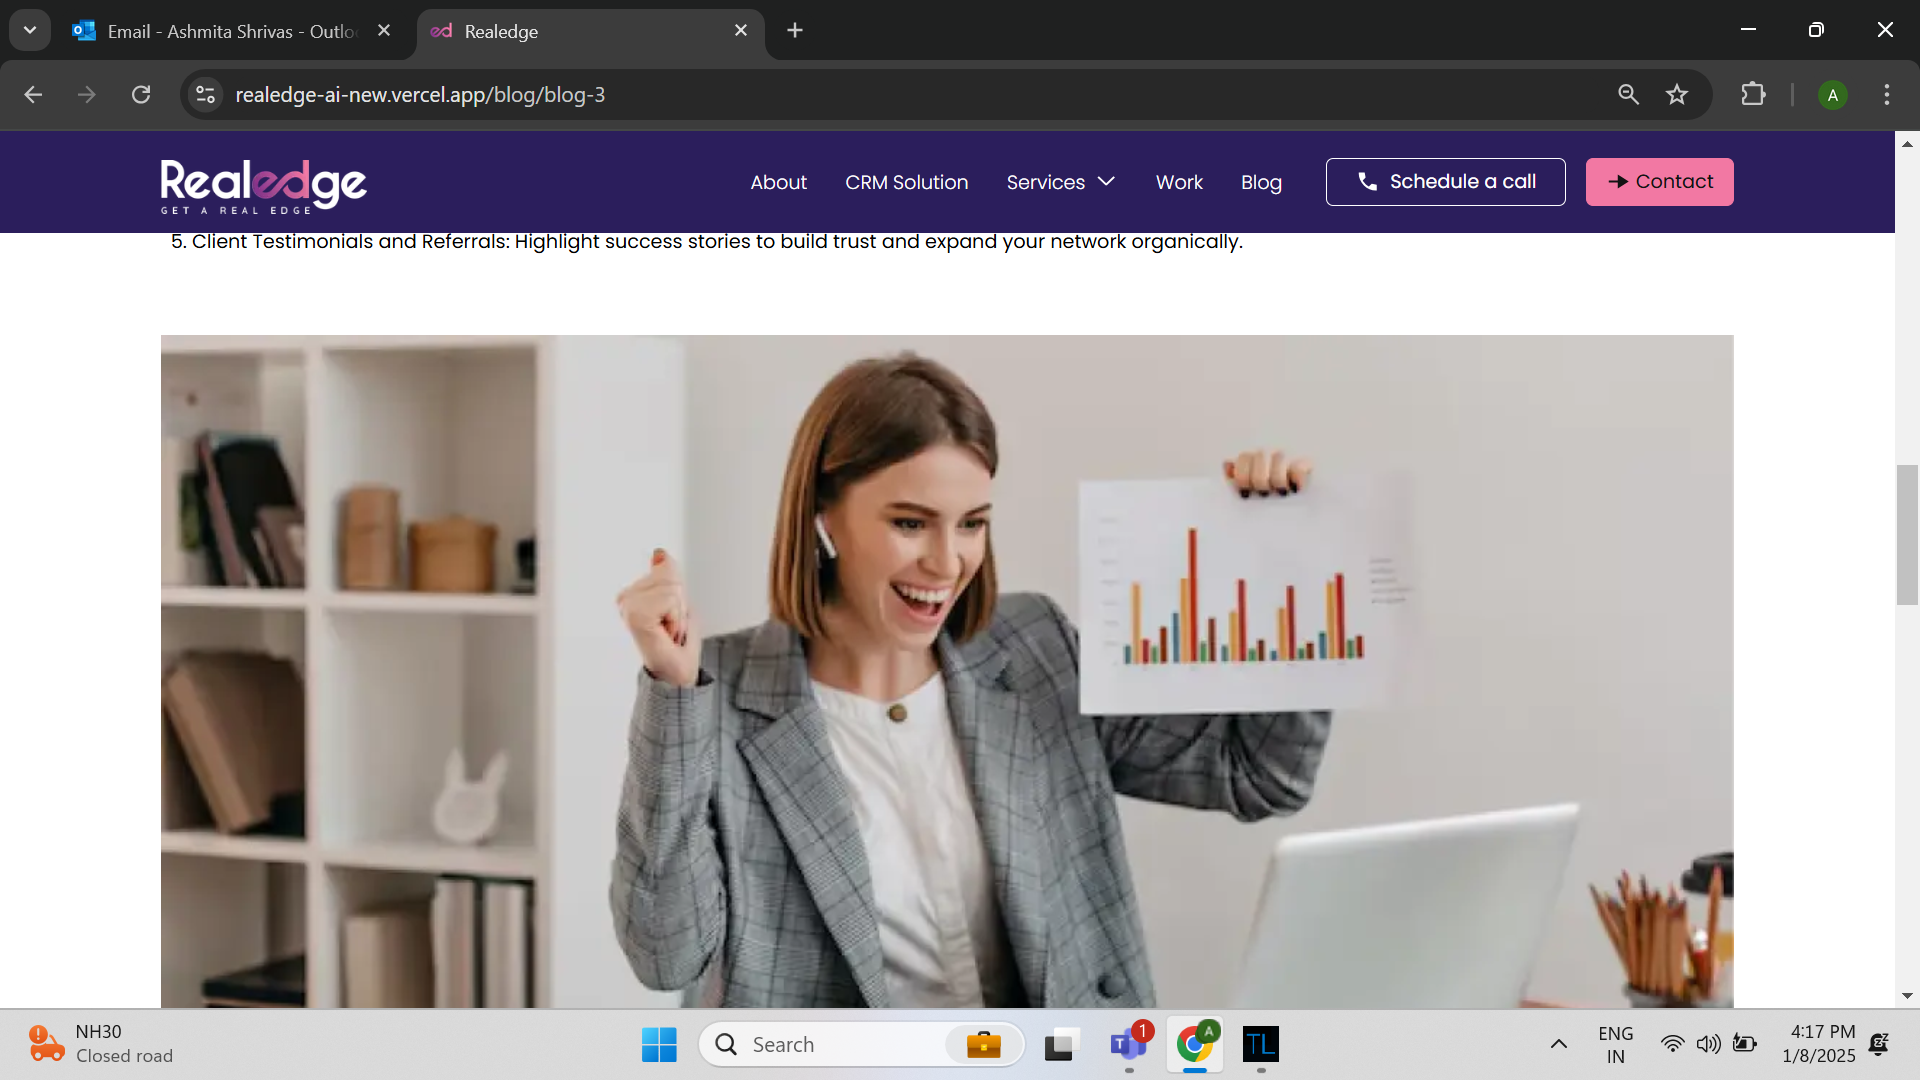 Email - Ashmita Shrivas - Outlo
Realedge
realedge-ai-new.vercel.app/blog/blog-3
A
Realedge
GET A REAL EDGE
About
CRM Solution
Services
Work
Blog
Schedule a call
Contact
5. Client Testimonials and Referrals: Highlight success stories to build trust and expand your network organically.
NH30
Closed road
Search
1
A
TL
ENG
IN
4:17 PM
1/8/2025